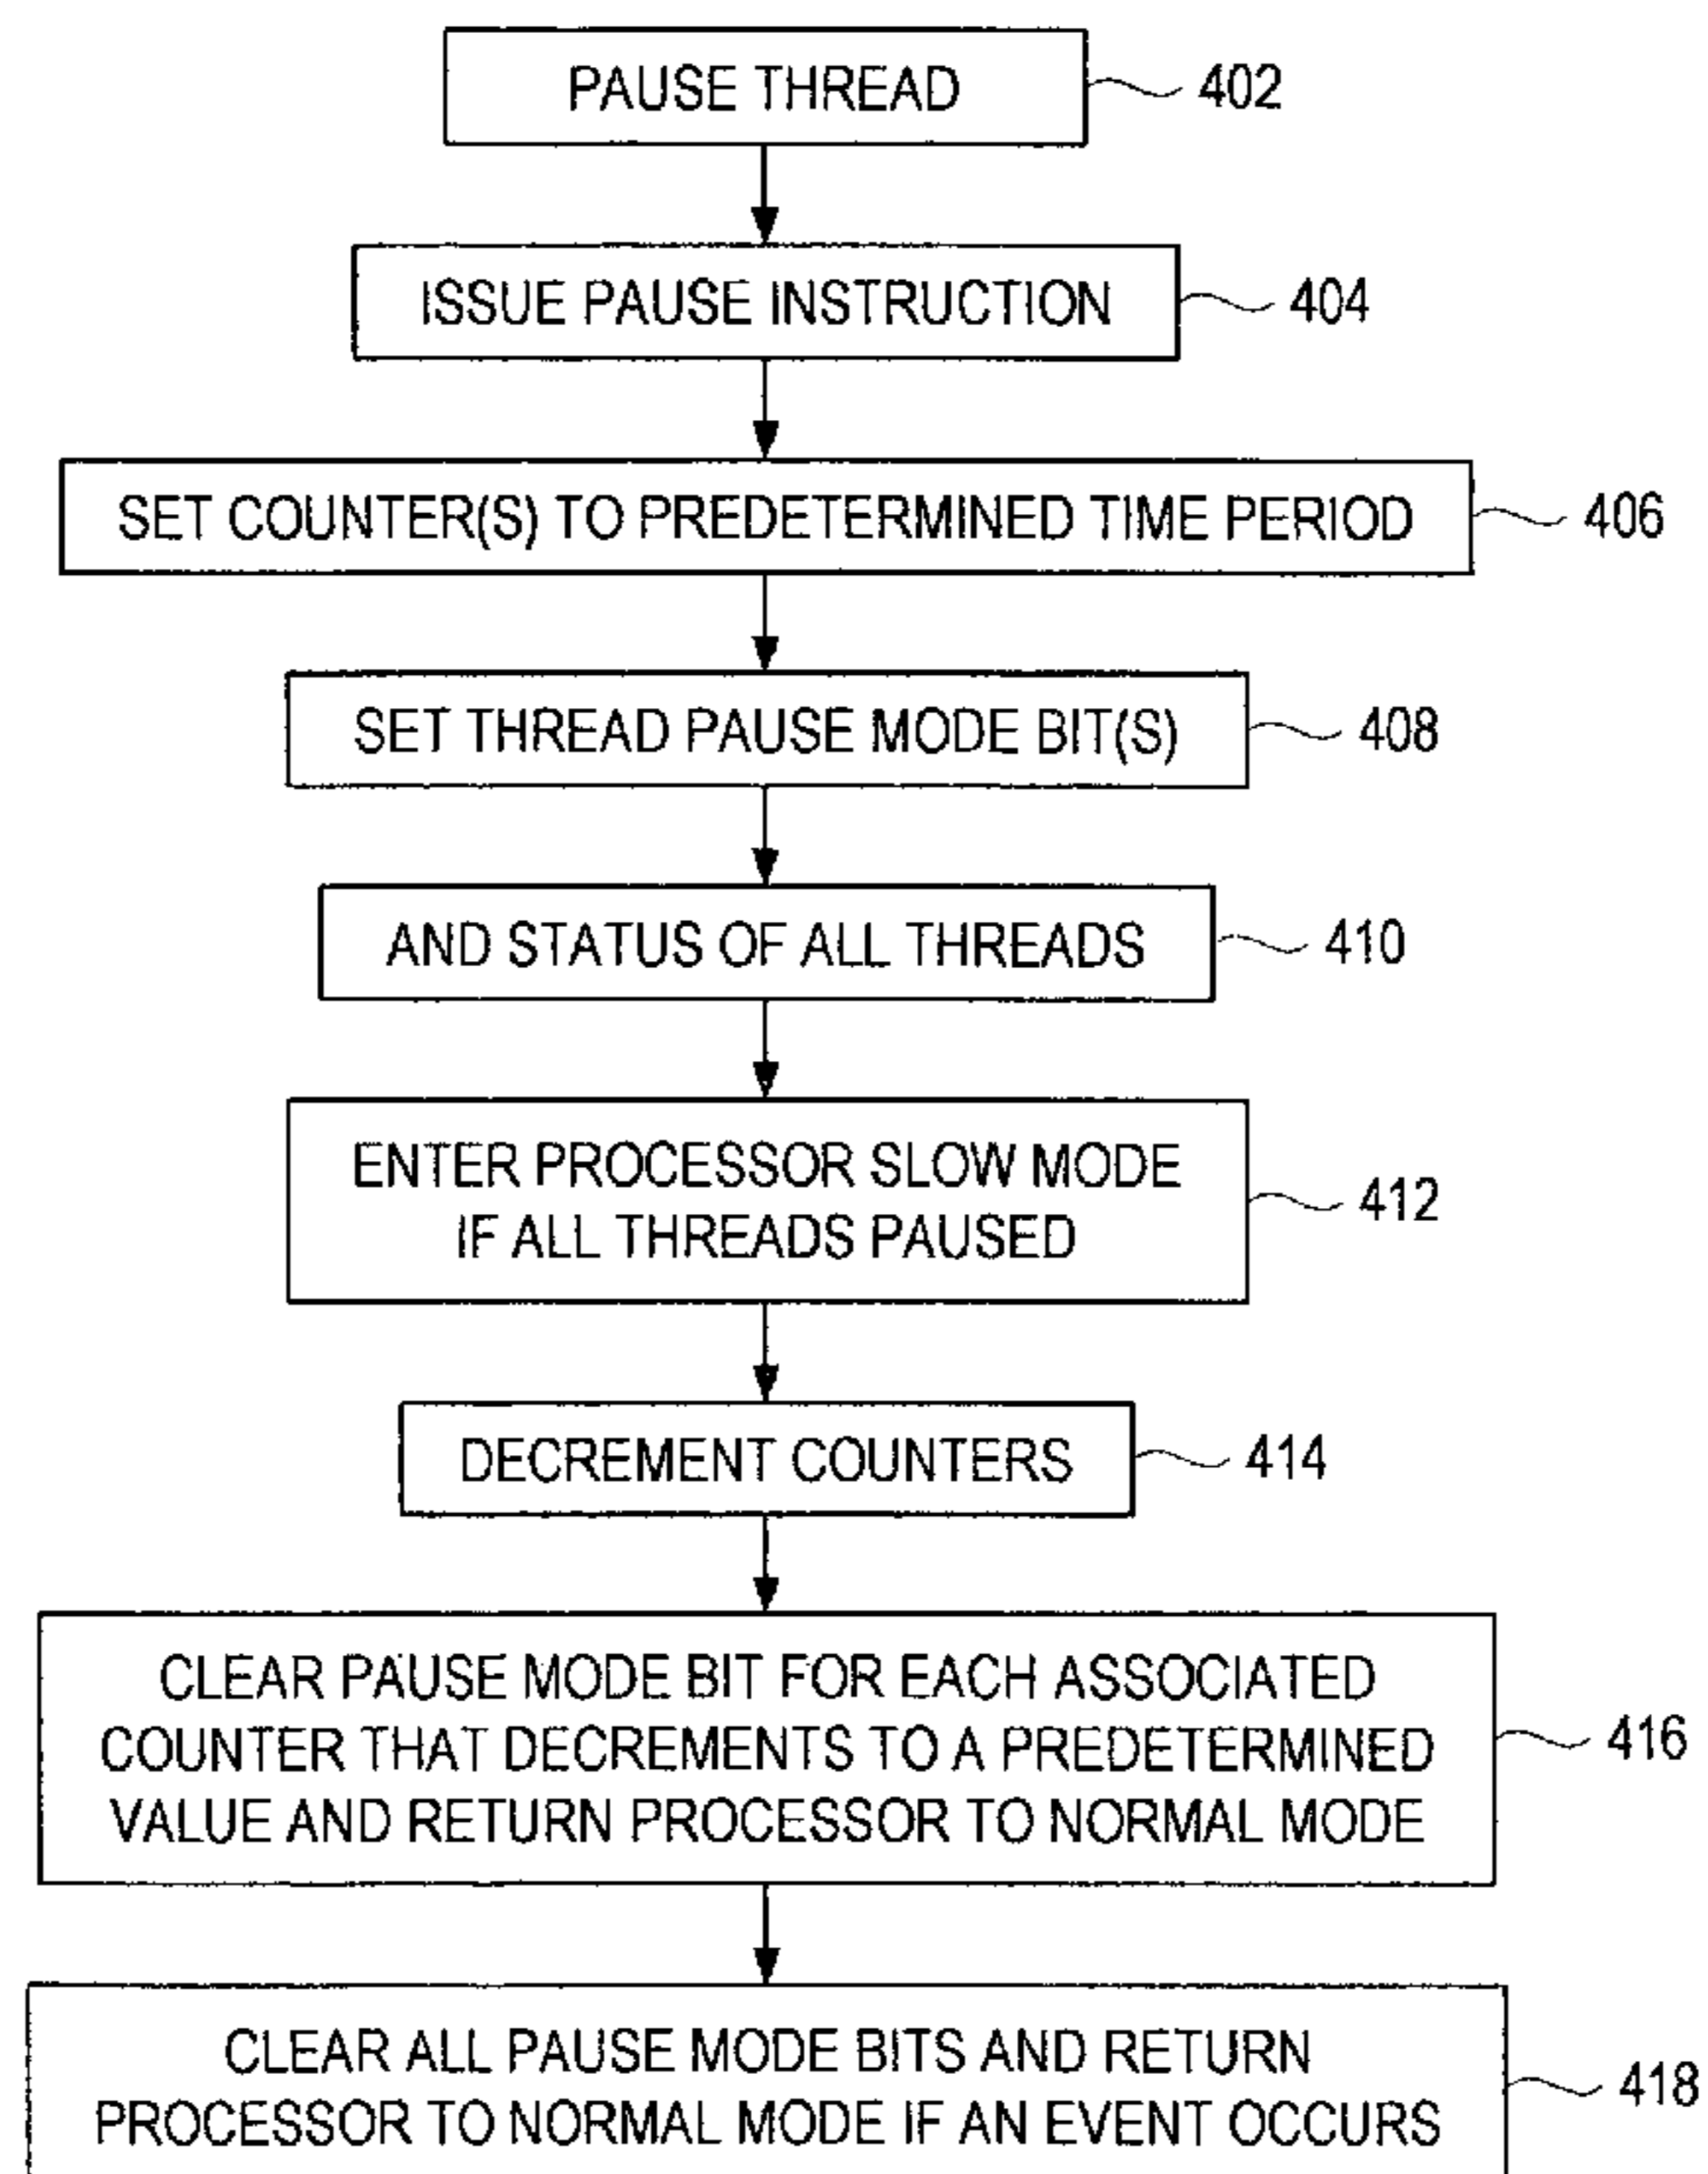 PAUSE THREAD 402
ISSUE PAUSE INSTRUCTION 404
SET COUNTER(S) TO PREDETERMINED TIME PERIOD 406
SET THREAD PAUSE MODE BIT(S) 408
AND STATUS OF ALL THREADS 410
ENTER PROCESSOR SLOW MODE
IF ALL THREADS PAUSED
412
DECREMENT COUNTERS 414
CLEAR PAUSE MODE BIT FOR EACH ASSOCIATED
COUNTER THAT DECREMENTS TO A PREDETERMINED
VALUE AND RETURN PROCESSOR TO NORMAL MODE
416
CLEAR ALL PAUSE MODE BITS AND RETURN
PROCESSOR TO NORMAL MODE IF AN EVENT OCCURS
418